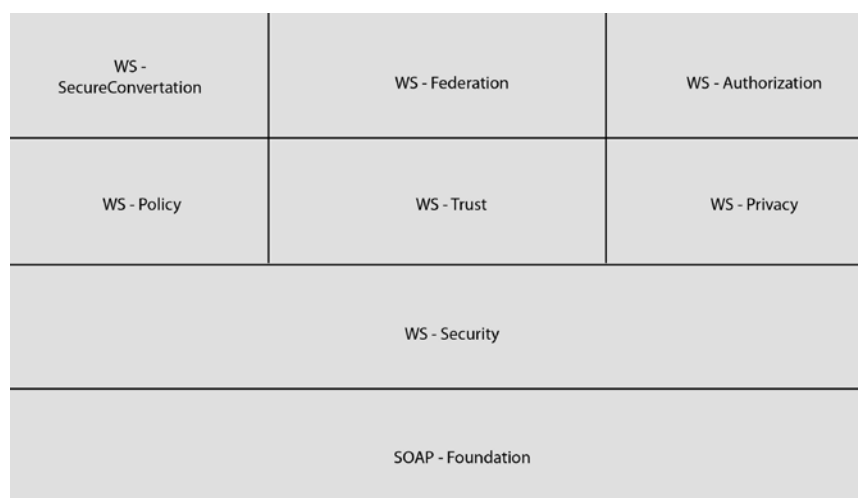 WS -
SecureConvertation
WS - Federation
WS - Authorization
WS - Policy
WS - Trust
WS - Privacy
WS - Security
SOAP - Foundation